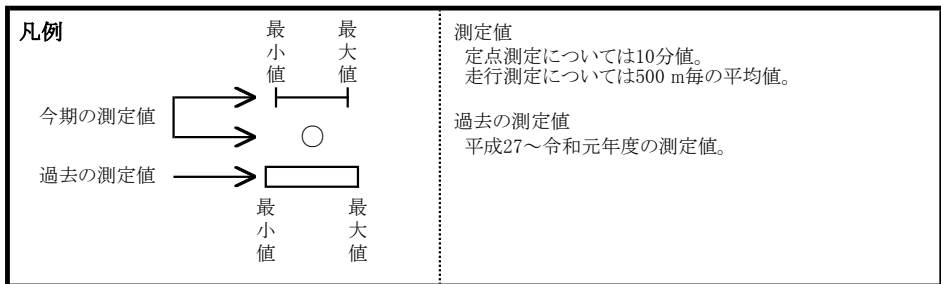 凡例
最小値
最大値
今期の測定値
○
過去の測定値
最小値
最大値
測定値
定点測定については10分値。
走行測定については500 m毎の平均値。
過去の測定値
平成27～令和元年度の測定値。